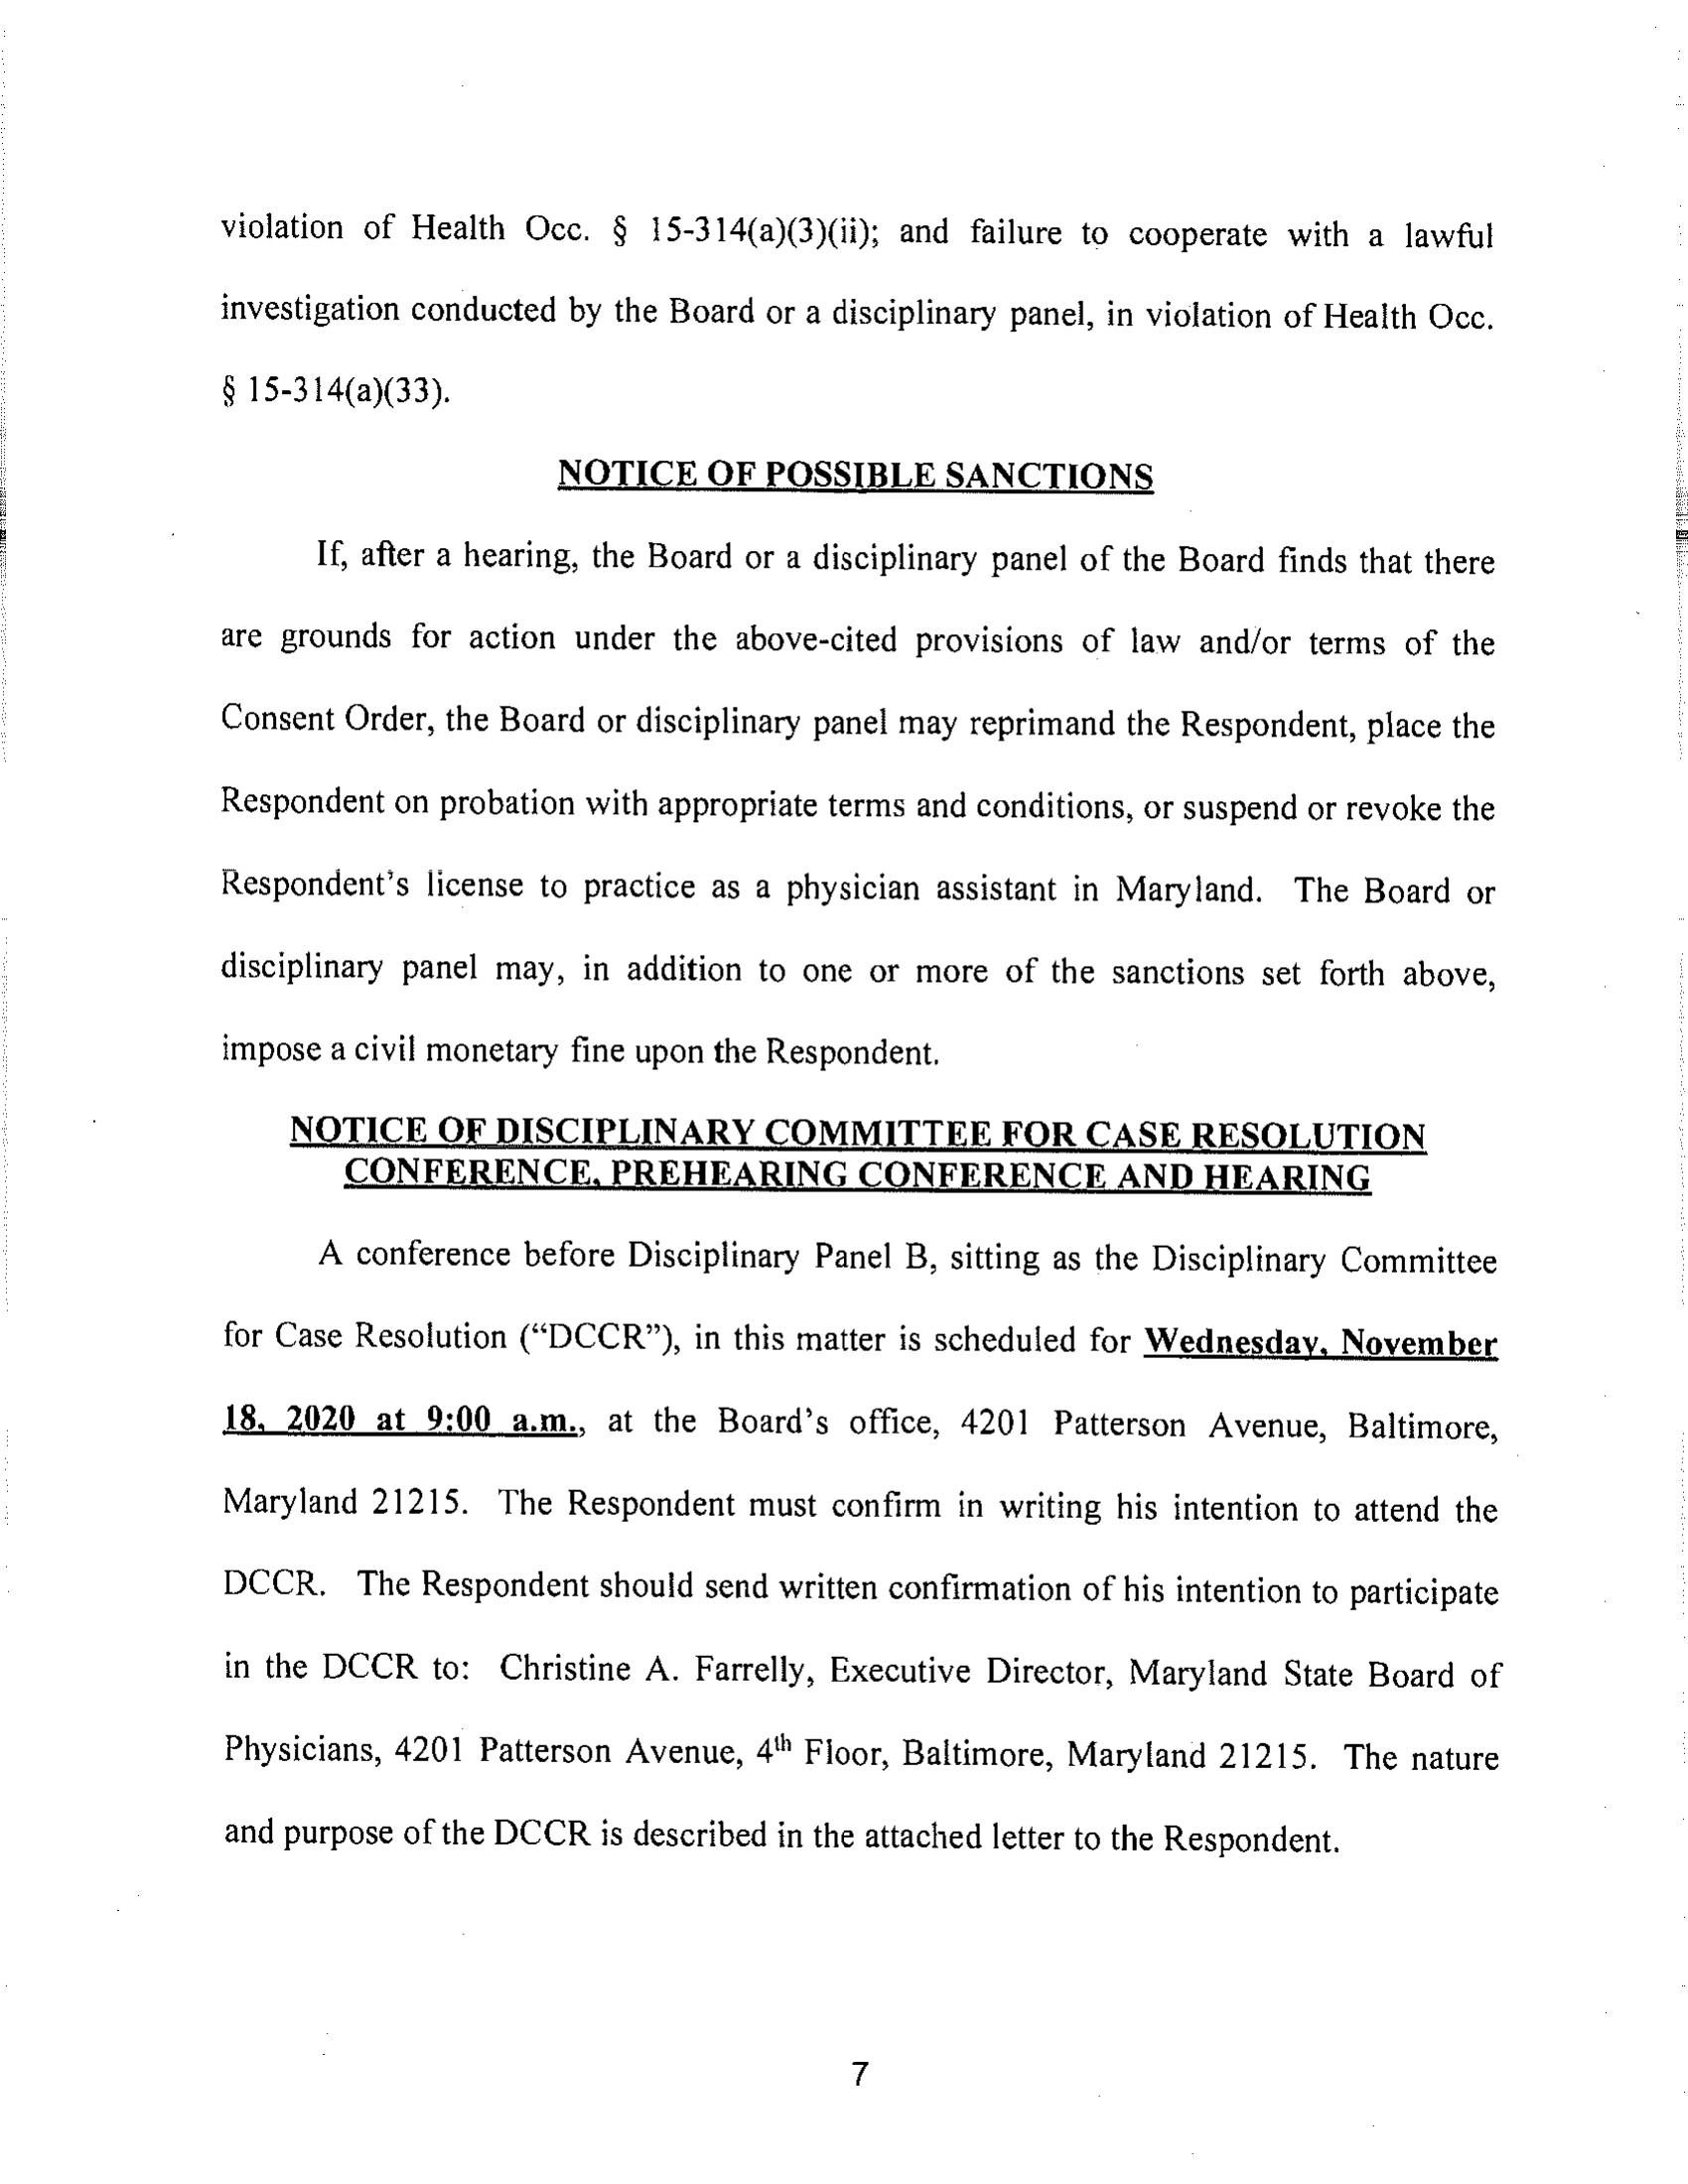 violation of Health Occ. § 15-314(a)(3)(ii); and failure to cooperate with a lawful
investigation conducted by the Board or a disciplinary panel, in violation of Health Occ.
§ 15-314(a)(33).
NOTICE OF POSSIBLE SANCTIONS
If, after a hearing, the Board or a disciplinary panel of the Board finds that there
are grounds for action under the above-cited provisions of law and/or terms of the
Consent Order, the Board or disciplinary panel may reprimand the Respondent, place the
Respondent on probation with appropriate terms and conditions, or suspend or revoke the
Respondent's license to practice as a physician assistant in Maryland. The Board or
disciplinary panel may, in addition to one or more of the sanctions set forth above,
impose a civil monetary fine upon the Respondent.
NOTICE OF DISCIPLINARY COMMITTEE FOR CASE RESOLUTION
CONFERENCE, PREHEARING CONFERENCE AND HEARING
A conference before Disciplinary Panel B, sitting as the Disciplinary Committee
for Case Resolution ("DCCR"), in this matter is scheduled for Wednesday, November
18, 2020 at 9:00 a.m., at the Board's office, 4201 Patterson Avenue, Baltimore,
Maryland 21215. The Respondent must confirm in writing his intention to attend the
DCCR. The Respondent should send written confirmation of his intention to participate
in the DCCR to: Christine A. Farrelly, Executive Director, Maryland State Board of
Physicians, 4201 Patterson Avenue, 4th Floor, Baltimore, Maryland 21215. The nature
and purpose of the DCCR is described in the attached letter to the Respondent.
7